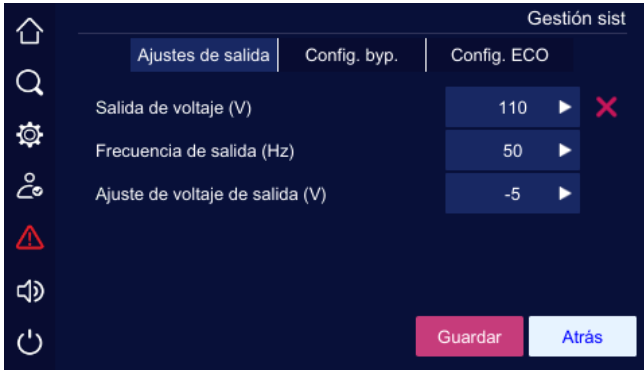 Gestión sist
Ajustes de salida
Config. byp.
Config. ECO
Salida de voltaje (V)
110
Frecuencia de salida (Hz)
50
Ajuste de voltaje de salida (V)
-5
Guardar
Atrás